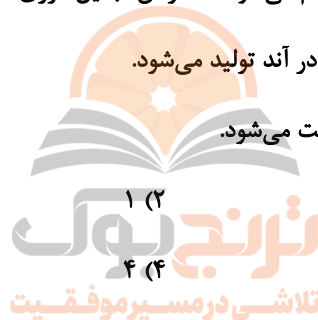 در آند تولید می‌شود.
ت می‌شود.
۲) ۱
۴) ۴
ترنج بوک
تلاشی در مسیر موفقیت